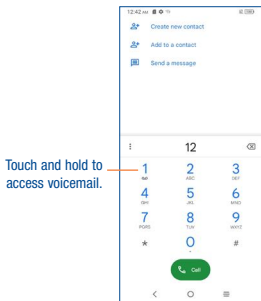 12:42 AM
Create new contact
Add to a contact
Send a message
12
Touch and hold to
access voicemail.
1 2 3
ABC DEF
4 5 6
GHI JKL MNO
7 8 9
PQRS TUV WXYZ
* 0 #
+
Call